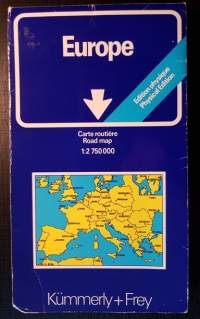 Europe
Edition physique
Physical Edition
Carte routière
Road map
1:2 750 000
Kümmerly+Frey